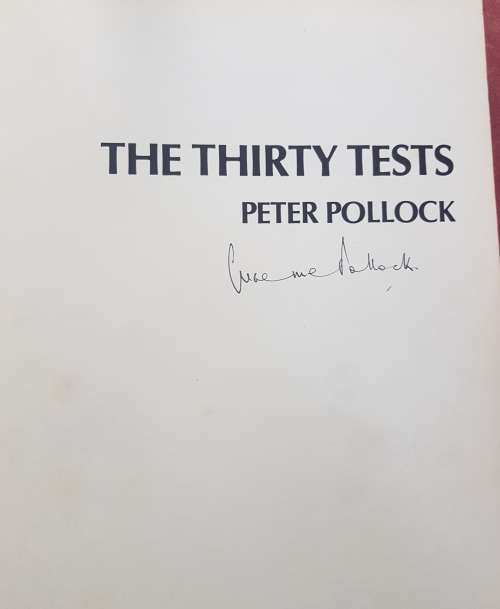 THE THIRTY TESTS
PETER POLLOCK
Graeme Pollock.